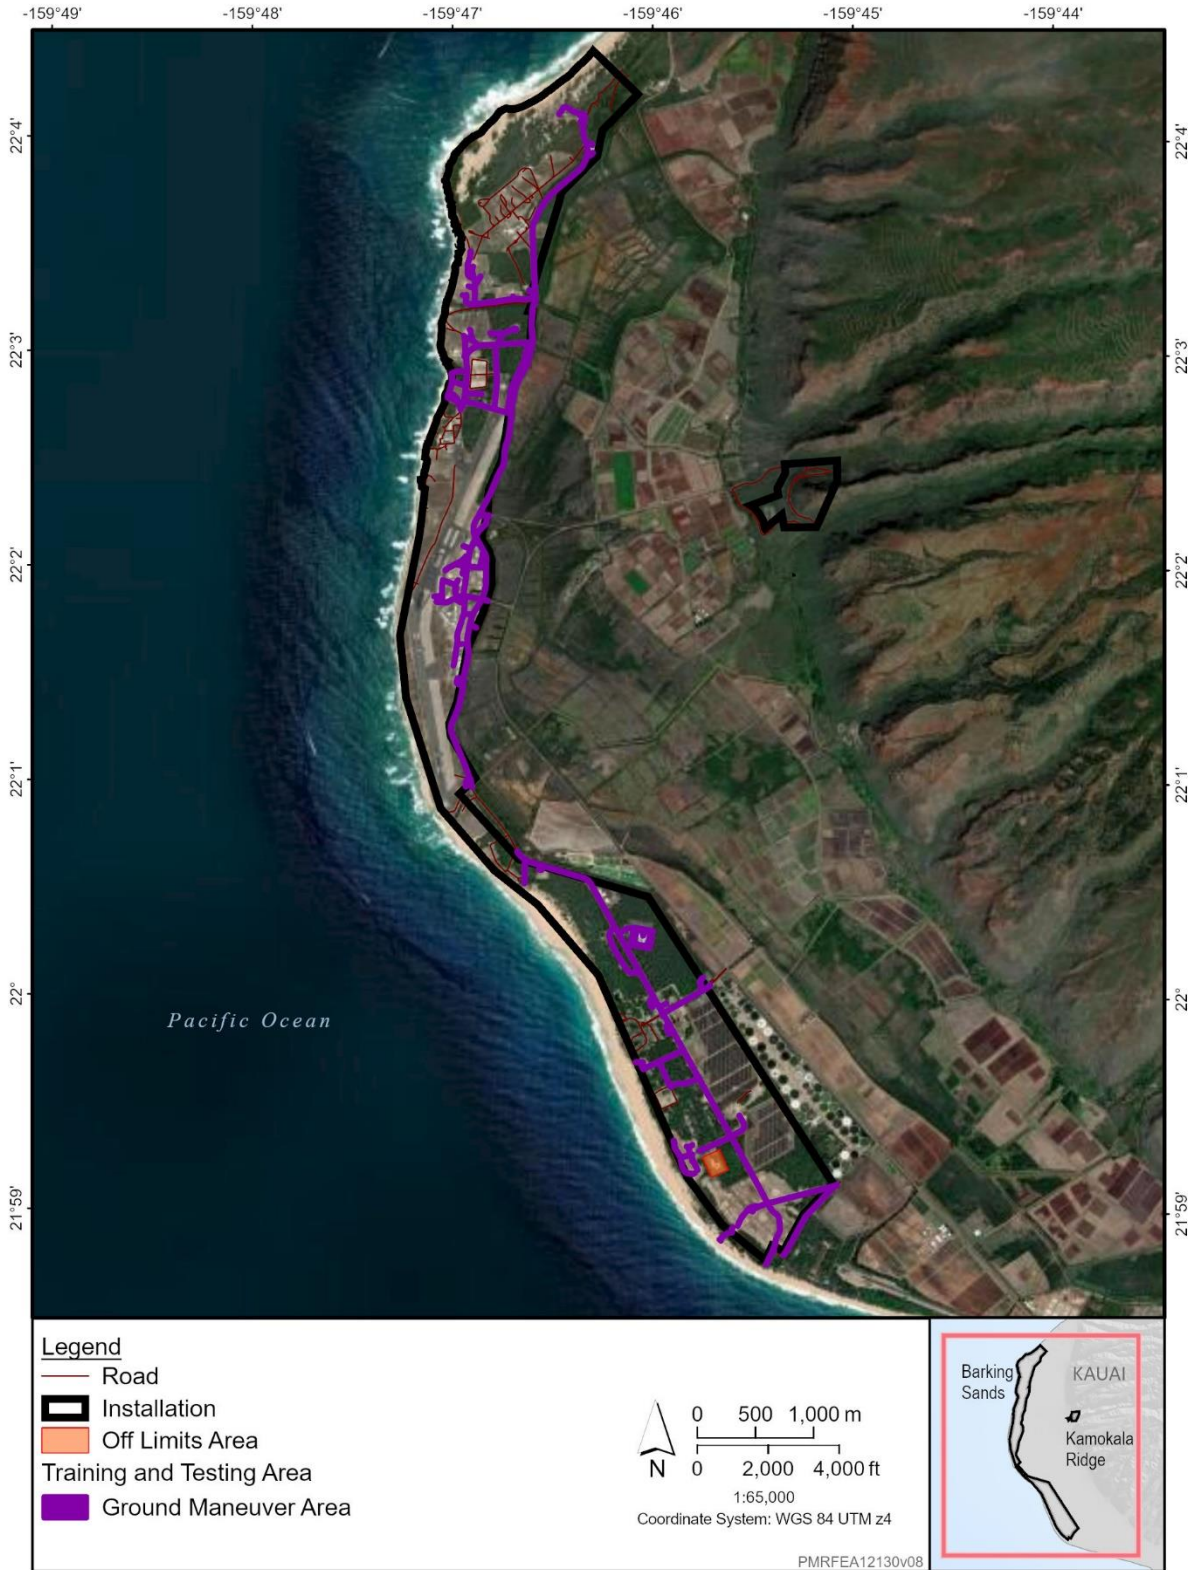 -159°49' -159°48' -159°47' -159°46' -159°45' -159°44'
22°4' 22°4'
22°3' 22°3'
22°2' 22°2'
22°1' 22°1'
22° 22°
Pacific Ocean
21°59' 21°59'
Legend
Road
Installation
Off Limits Area
Training and Testing Area
Ground Maneuver Area
N
0 500 1,000 m
0 2,000 4,000 ft
1:65,000
Coordinate System: WGS 84 UTM z4
PMRFEA12130v08
Barking
Sands
KAUAI
Kamokala
Ridge